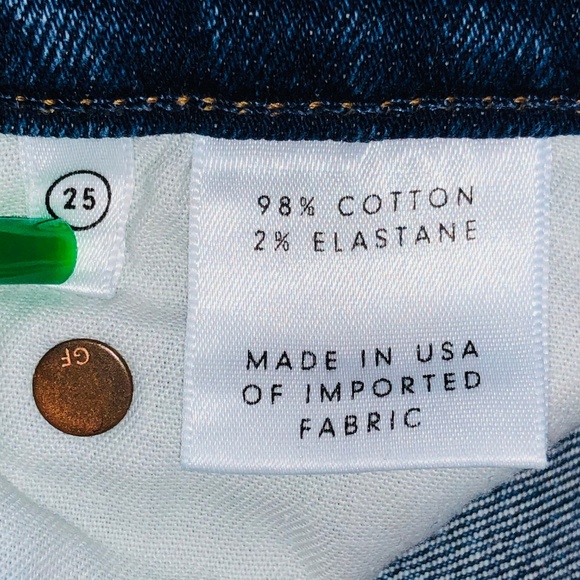 25
98% COTTON
2% ELASTANE
MADE IN USA
OF IMPORTED
FABRIC
GF